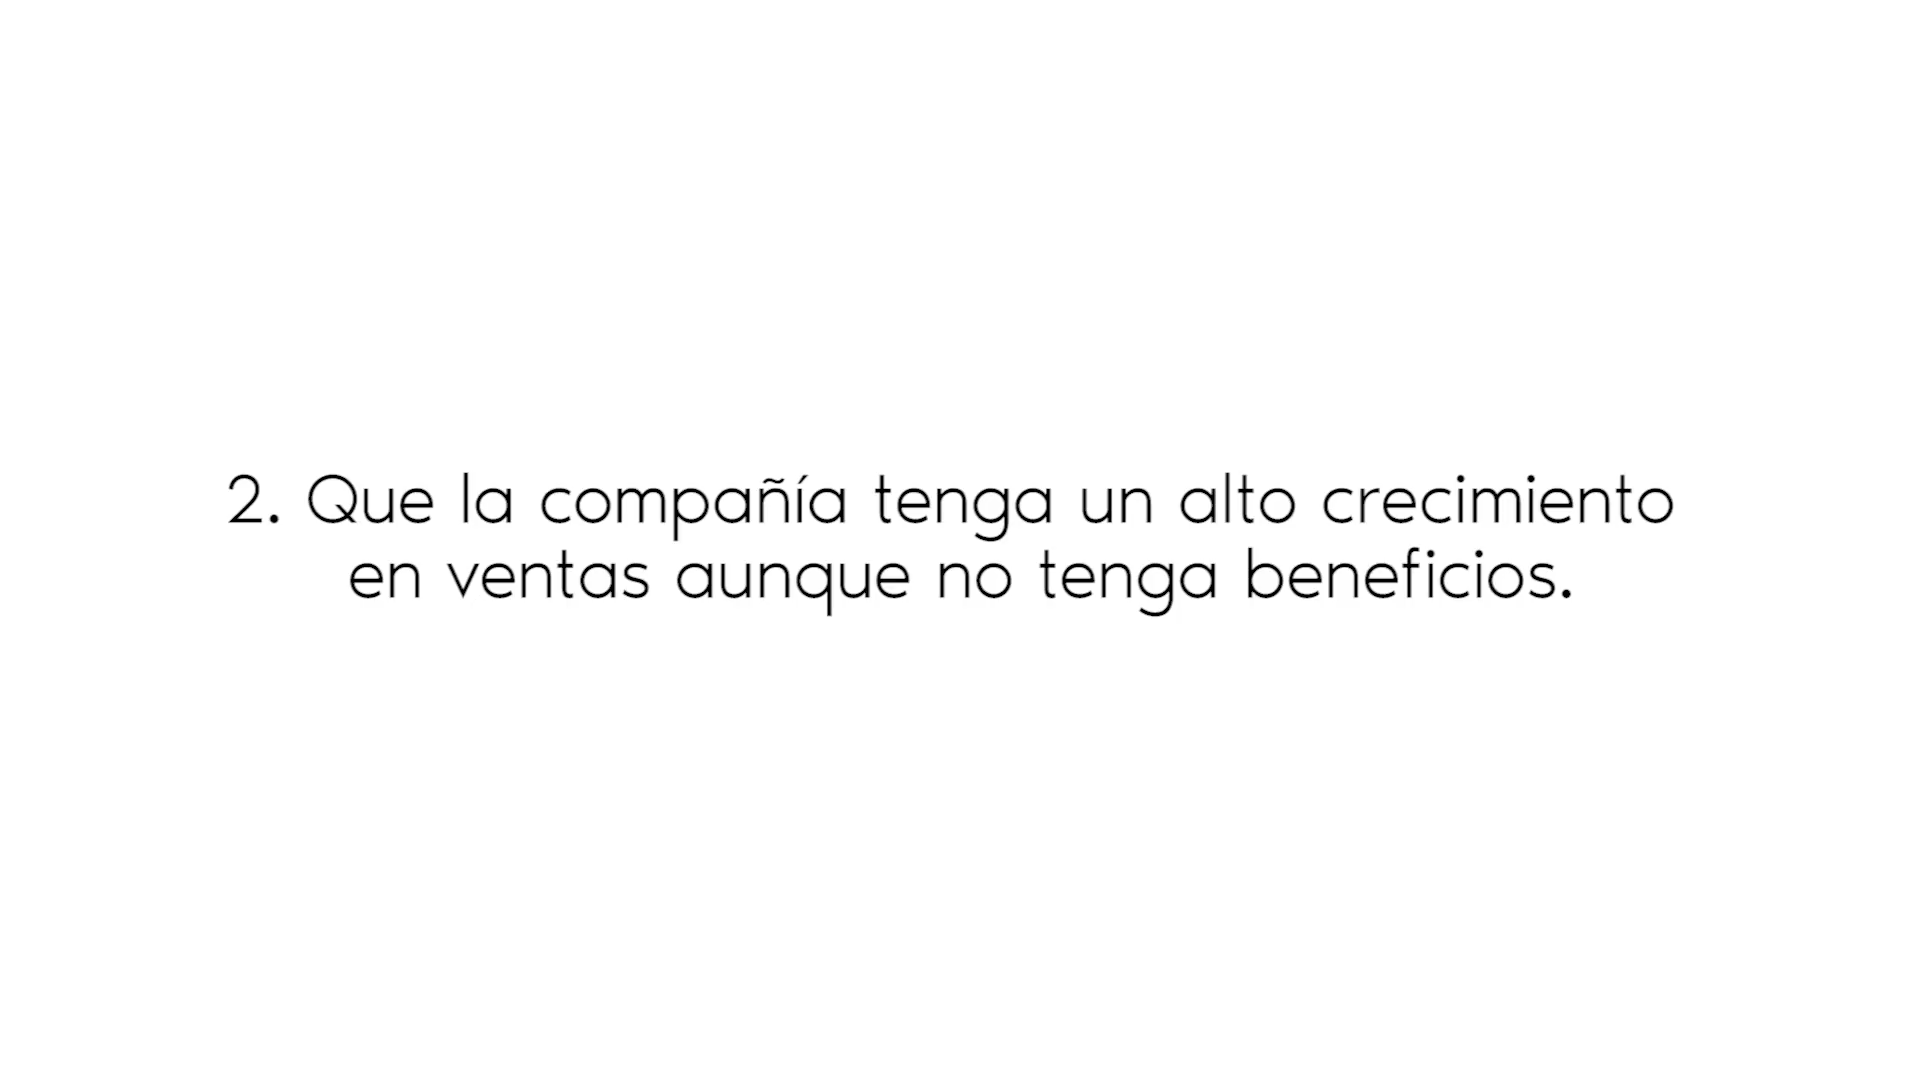 2. Que la compañía tenga un alto crecimiento
en ventas aunque no tenga beneficios.